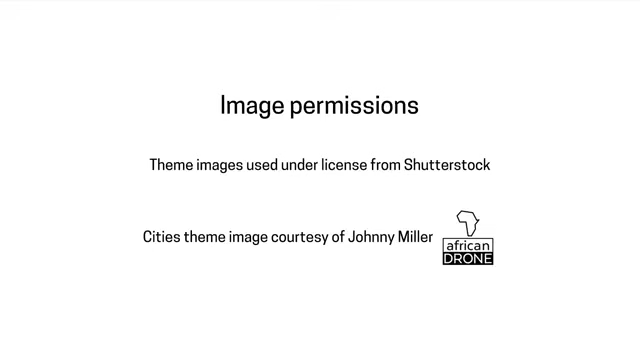 Image permissions
Theme images used under license from Shutterstock
Cities theme image courtesy of Johnny Miller
african
DRONE